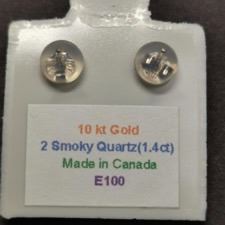 10 kt Gold
2 Smoky Quartz(1.4ct)
Made in Canada
E100